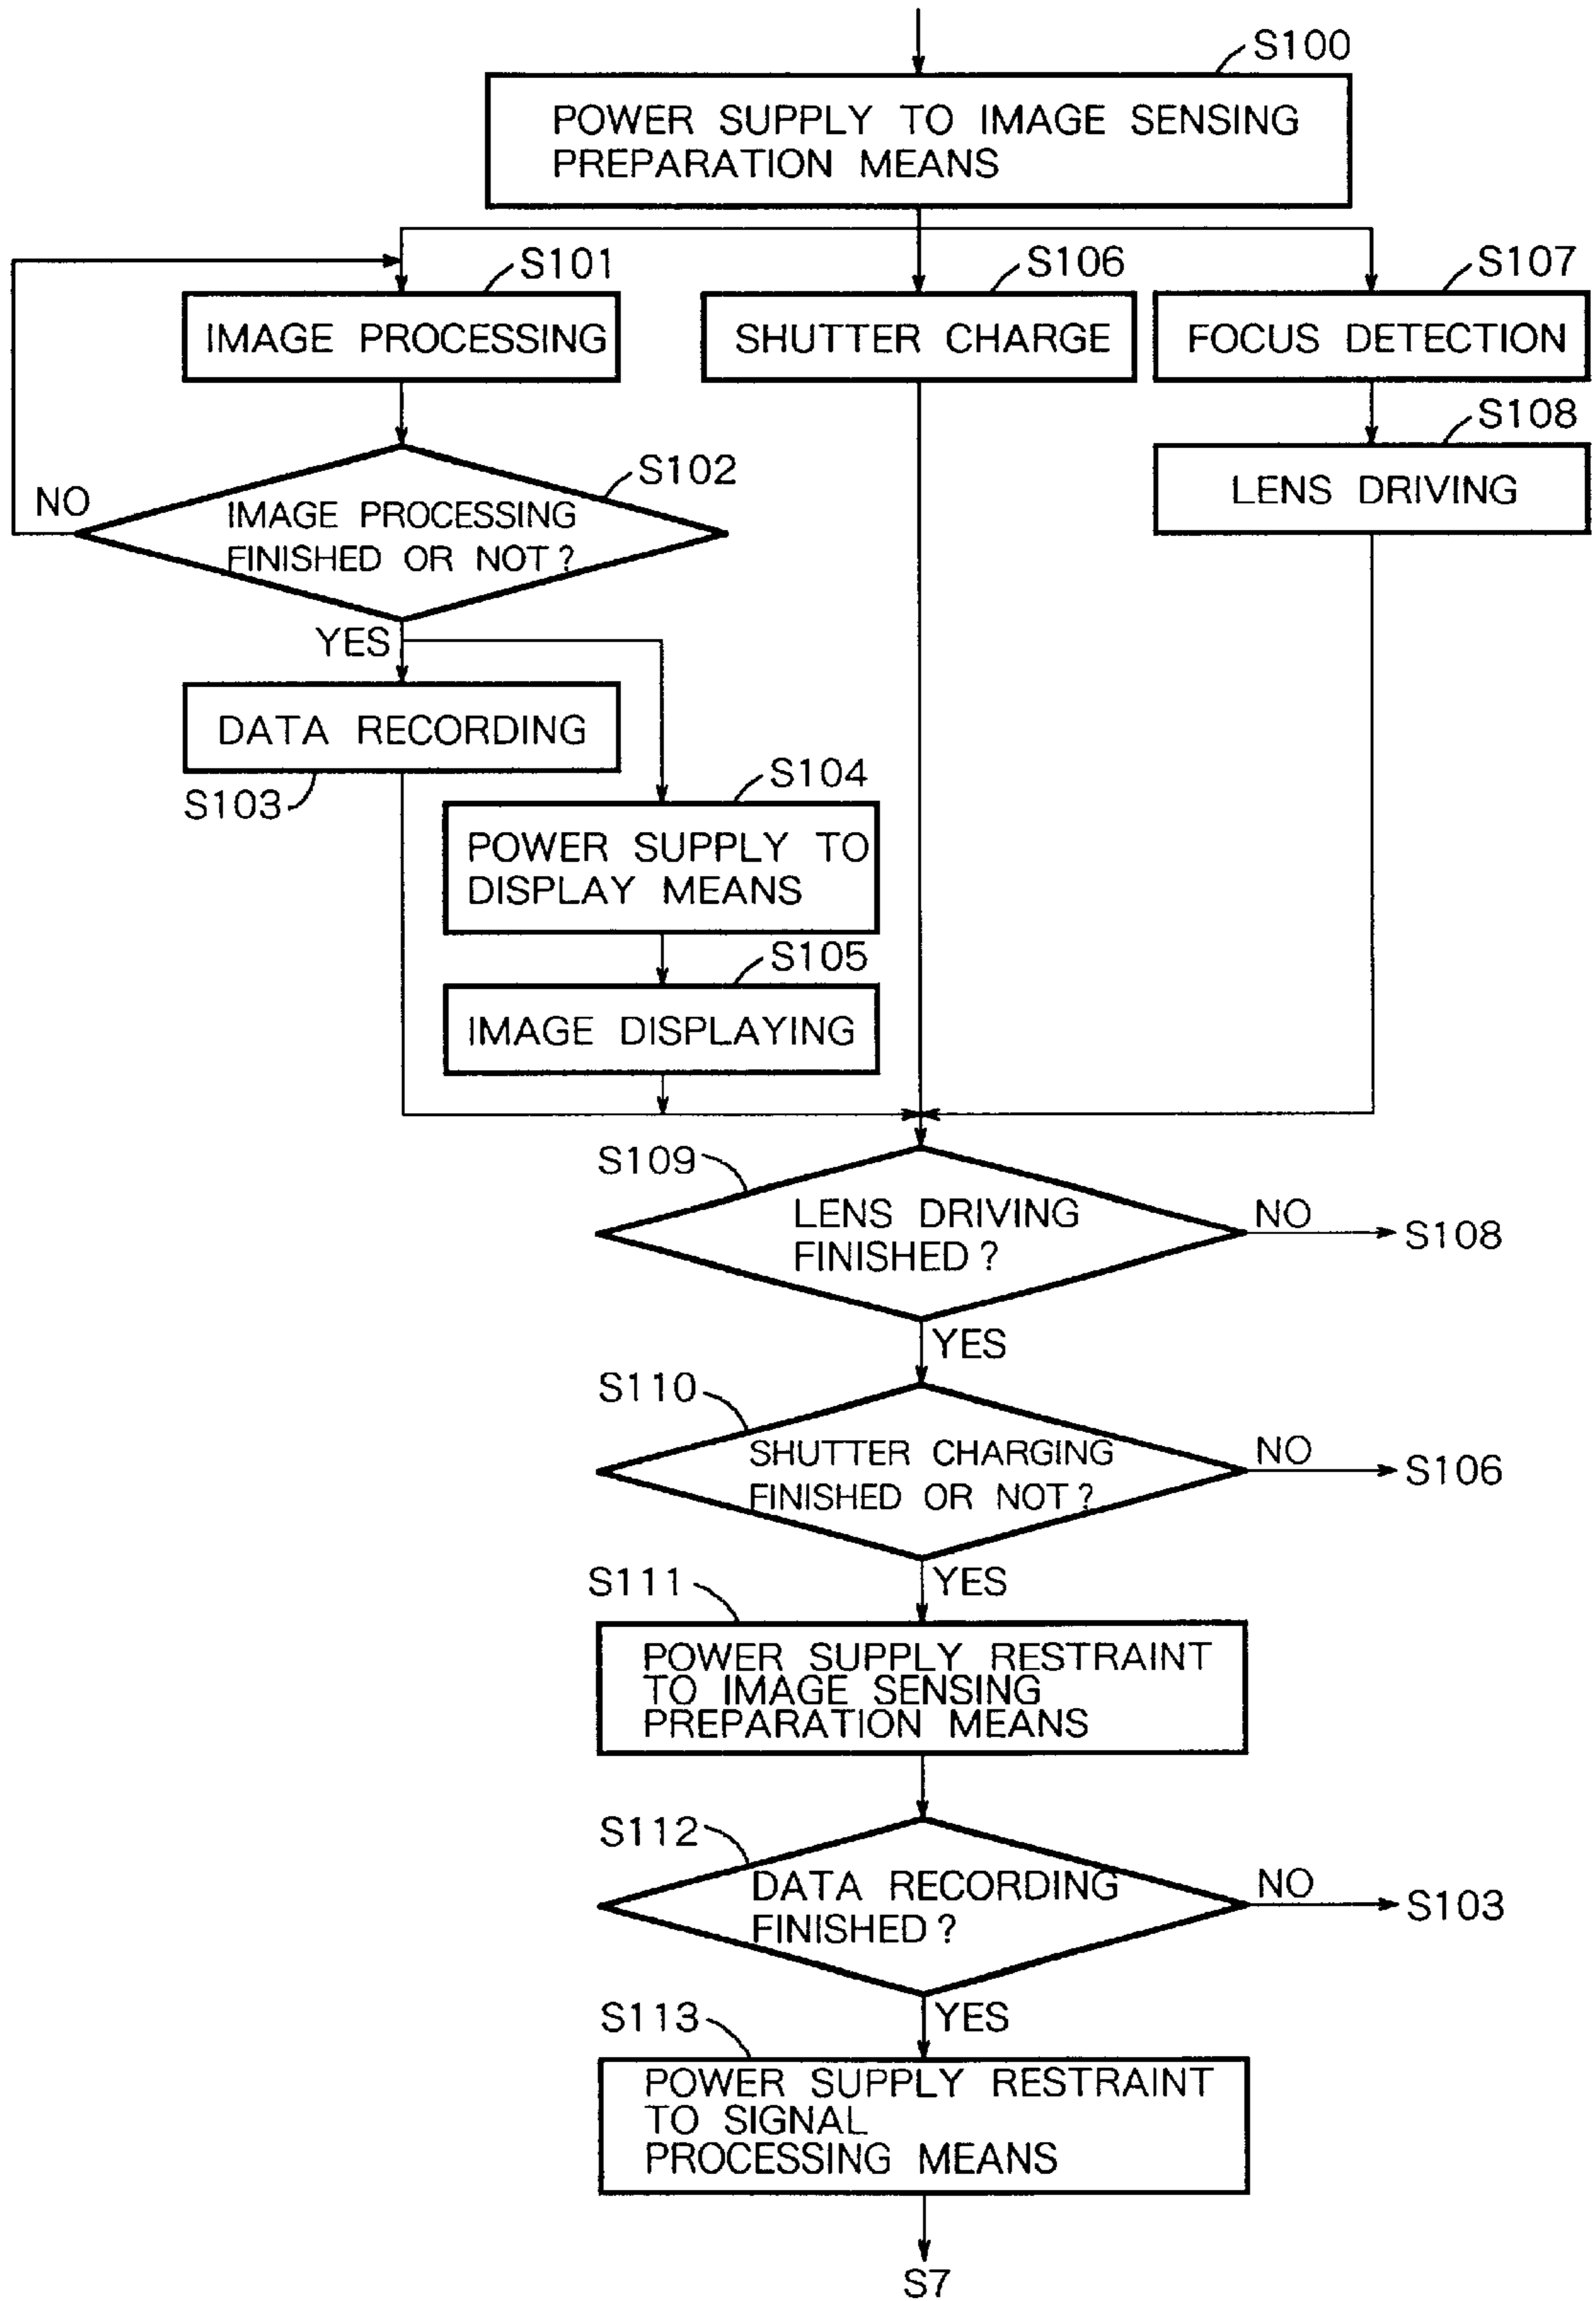 S100
POWER SUPPLY TO IMAGE SENSING
PREPARATION MEANS
S101
S106
S107
IMAGE PROCESSING
SHUTTER CHARGE
FOCUS DETECTION
S108
LENS DRIVING
S102
NO
IMAGE PROCESSING
FINISHED OR NOT?
YES
DATA RECORDING
S103
S104
POWER SUPPLY TO
DISPLAY MEANS
S105
IMAGE DISPLAYING
S109
LENS DRIVING
FINISHED?
NO
S108
YES
S110
SHUTTER CHARGING
FINISHED OR NOT?
NO
S106
YES
S111
POWER SUPPLY RESTRAINT
TO IMAGE SENSING
PREPARATION MEANS
S112
DATA RECORDING
FINISHED?
NO
S103
YES
S113
POWER SUPPLY RESTRAINT
TO SIGNAL
PROCESSING MEANS
S7